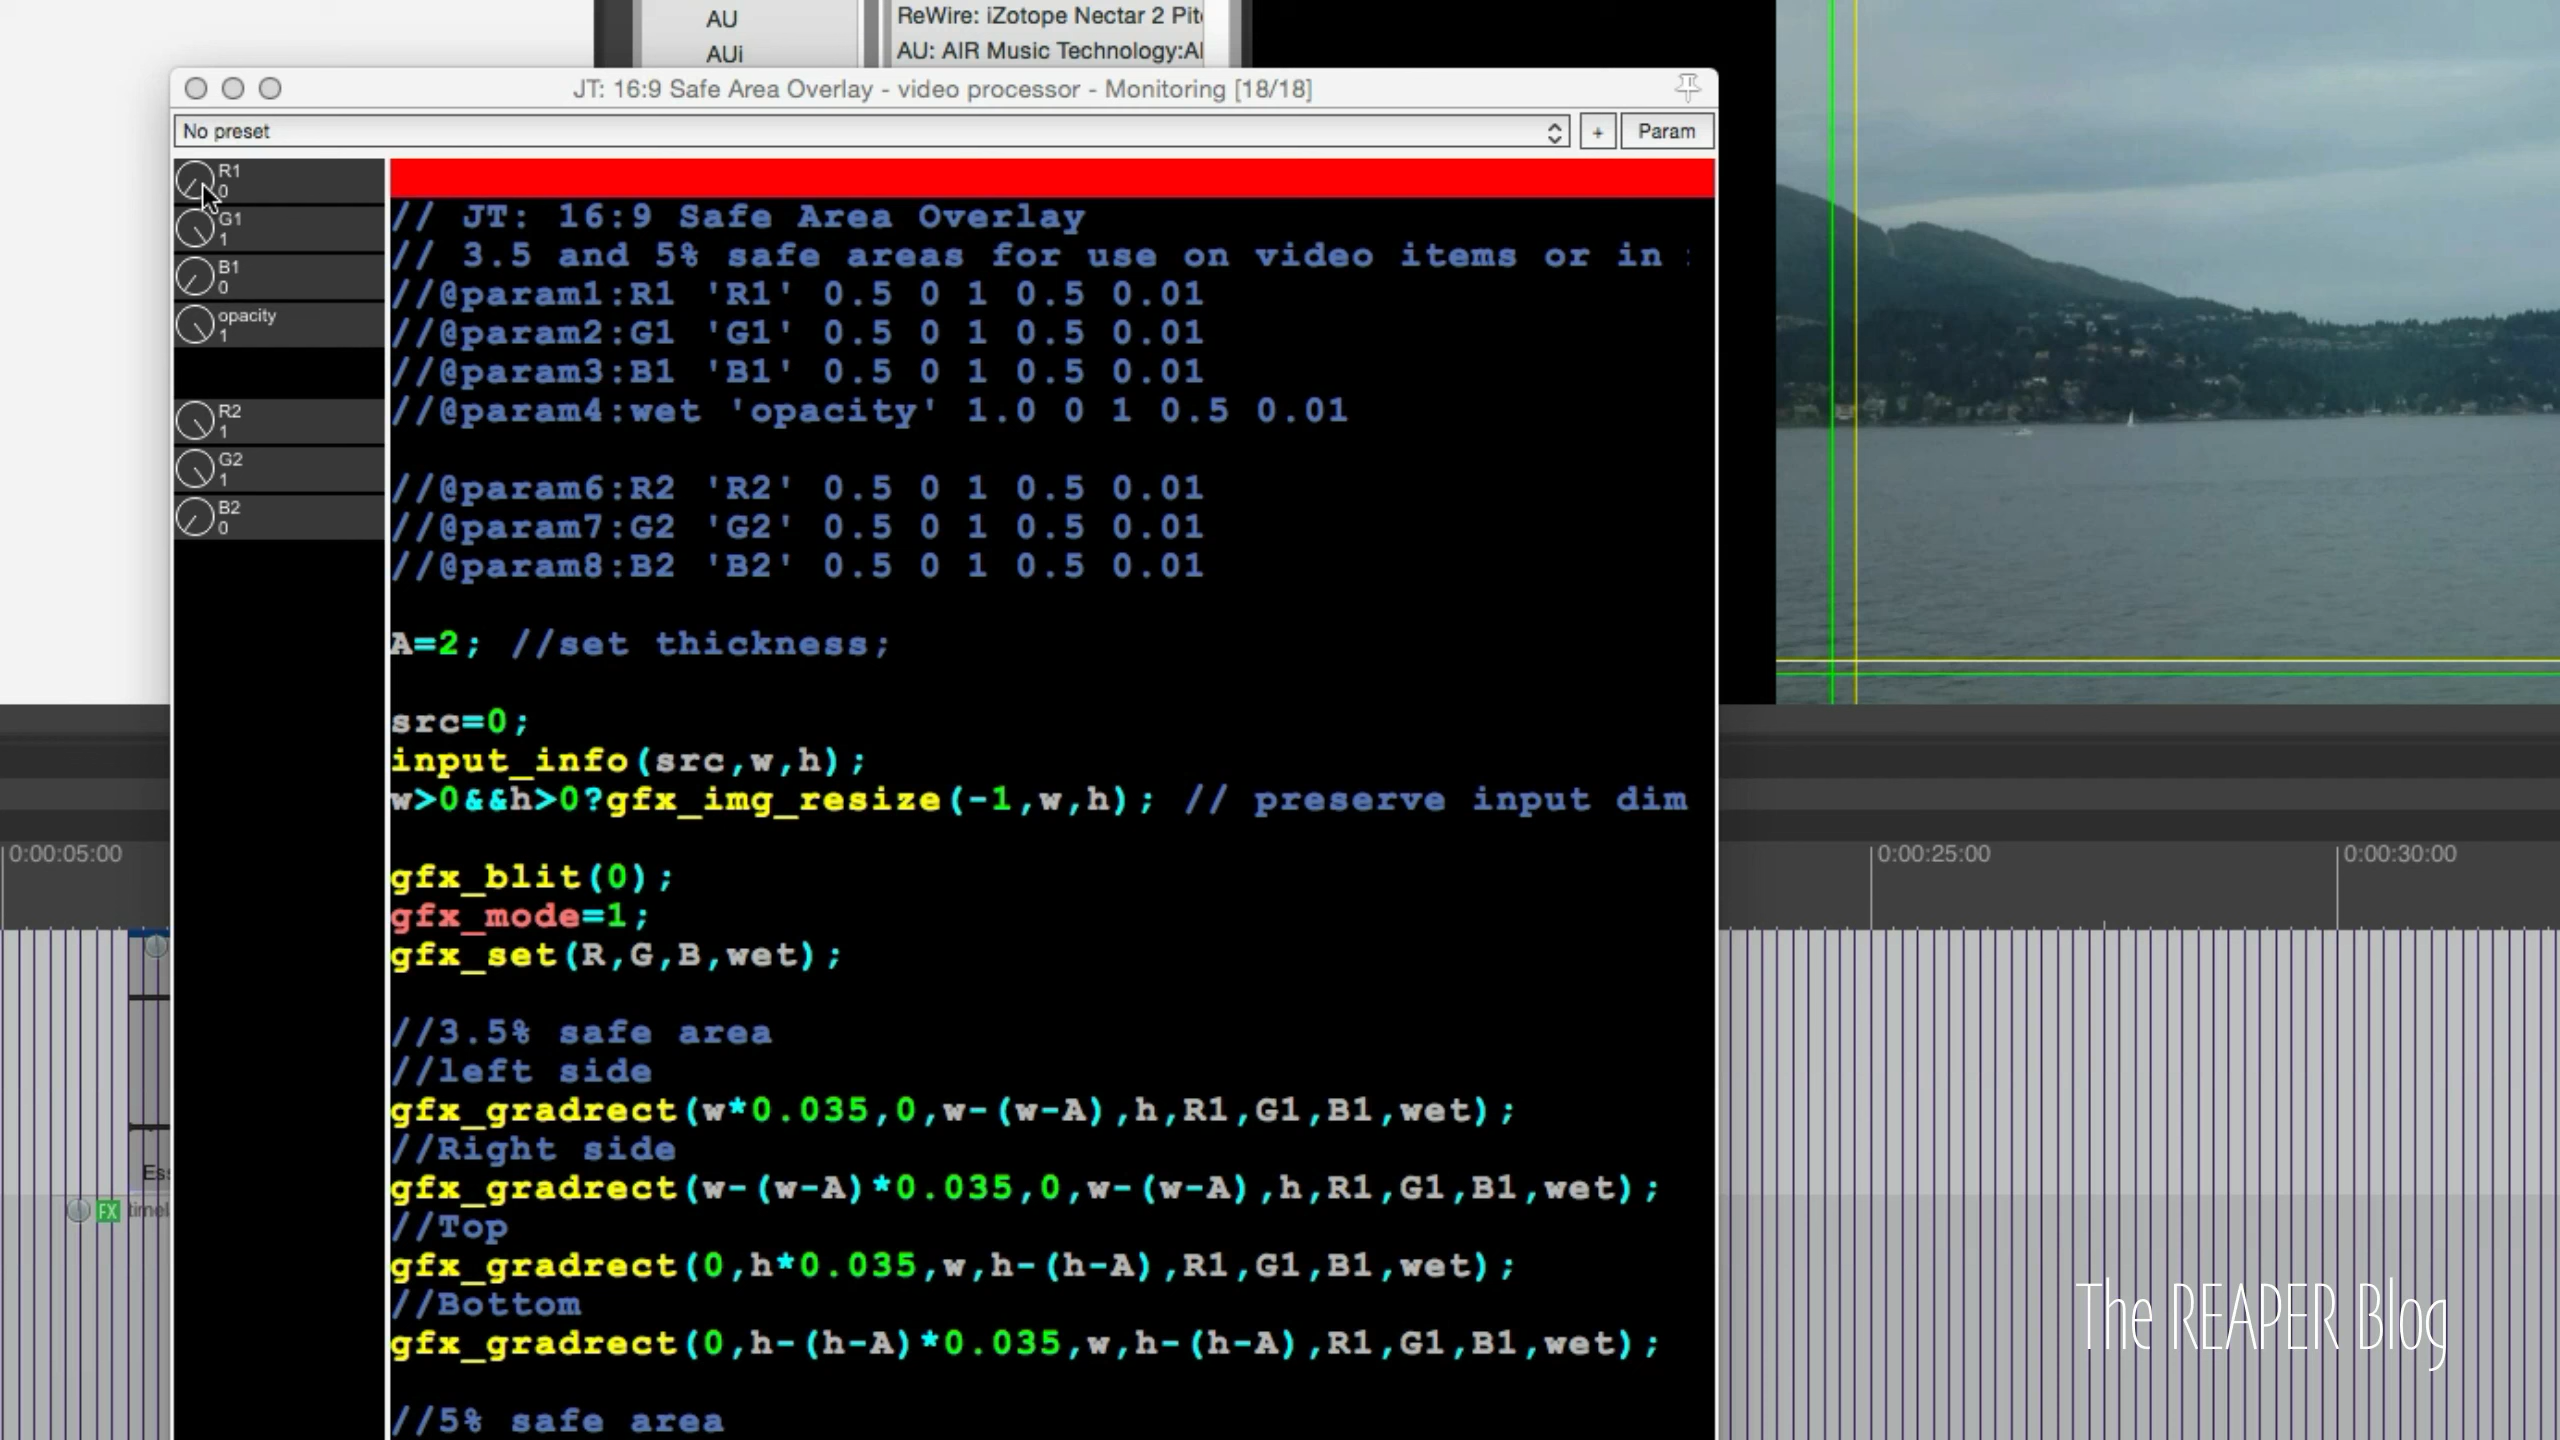 AU
AUi
ReWire: iZotope Nectar 2 Pit
AU: AIR Music Technology:AI
JT: 16:9 Safe Area Overlay - video processor - Monitoring [18/18]
No preset
+
Param
R1
0
G1
1
B1
0
opacity
1
R2
1
G2
1
B2
0
// JT: 16:9 Safe Area Overlay
// 3.5 and 5% safe areas for use on video items or in
//@param1:R1 'R1' 0.5 0 1 0.5 0.01
//@param2:G1 'G1' 0.5 0 1 0.5 0.01
//@param3:B1 'B1' 0.5 0 1 0.5 0.01
//@param4:wet 'opacity' 1.0 0 1 0.5 0.01
//@param6:R2 'R2' 0.5 0 1 0.5 0.01
//@param7:G2 'G2' 0.5 0 1 0.5 0.01
//@param8:B2 'B2' 0.5 0 1 0.5 0.01
A=2; //set thickness;
src=0;
input_info(src,w,h);
w>0&&h>0?gfx_img_resize(-1,w,h); // preserve input dim
gfx_blit(0);
gfx_mode=1;
gfx_set(R,G,B,wet);
//3.5% safe area
//left side
gfx_gradrect(w*0.035,0,w-(w-A),h,R1,G1,B1,wet);
//Right side
gfx_gradrect(w-(w-A)*0.035,0,w-(w-A),h,R1,G1,B1,wet);
//Top
gfx_gradrect(0,h*0.035,w,h-(h-A),R1,G1,B1,wet);
//Bottom
gfx_gradrect(0,h-(h-A)*0.035,w,h-(h-A),R1,G1,B1,wet);
//5% safe area
0:00:05:00
0:00:25:00
0:00:30:00
Ess
FX
timel
The REAPER Blog